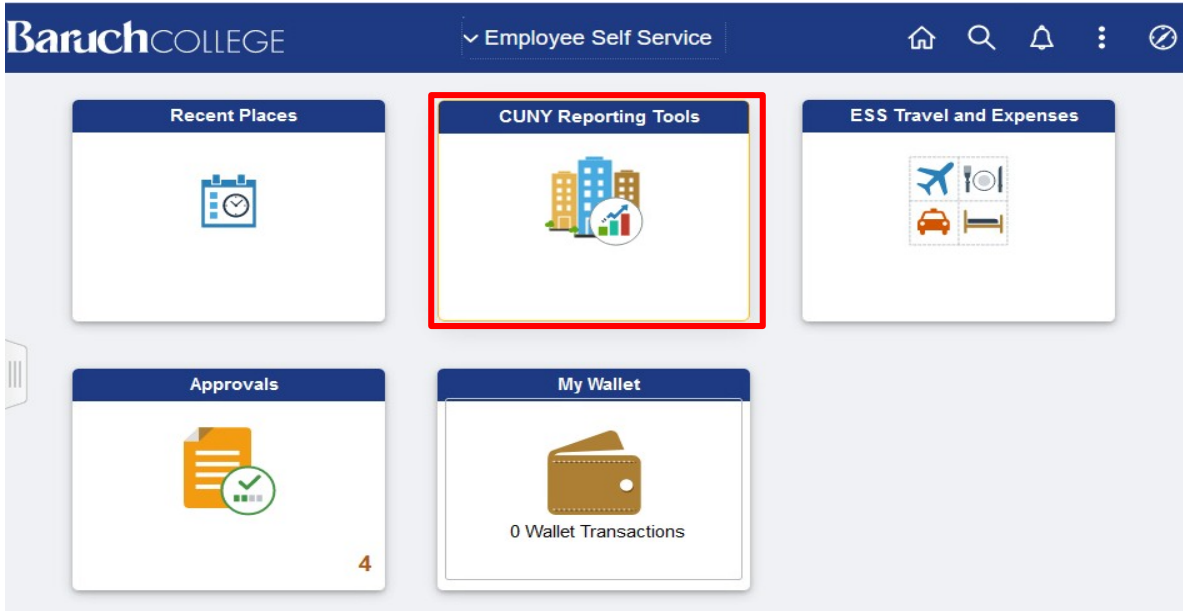 BaruchCOLLEGE
Employee Self Service
Recent Places
CUNY Reporting Tools
ESS Travel and Expenses
Approvals
4
My Wallet
0 Wallet Transactions